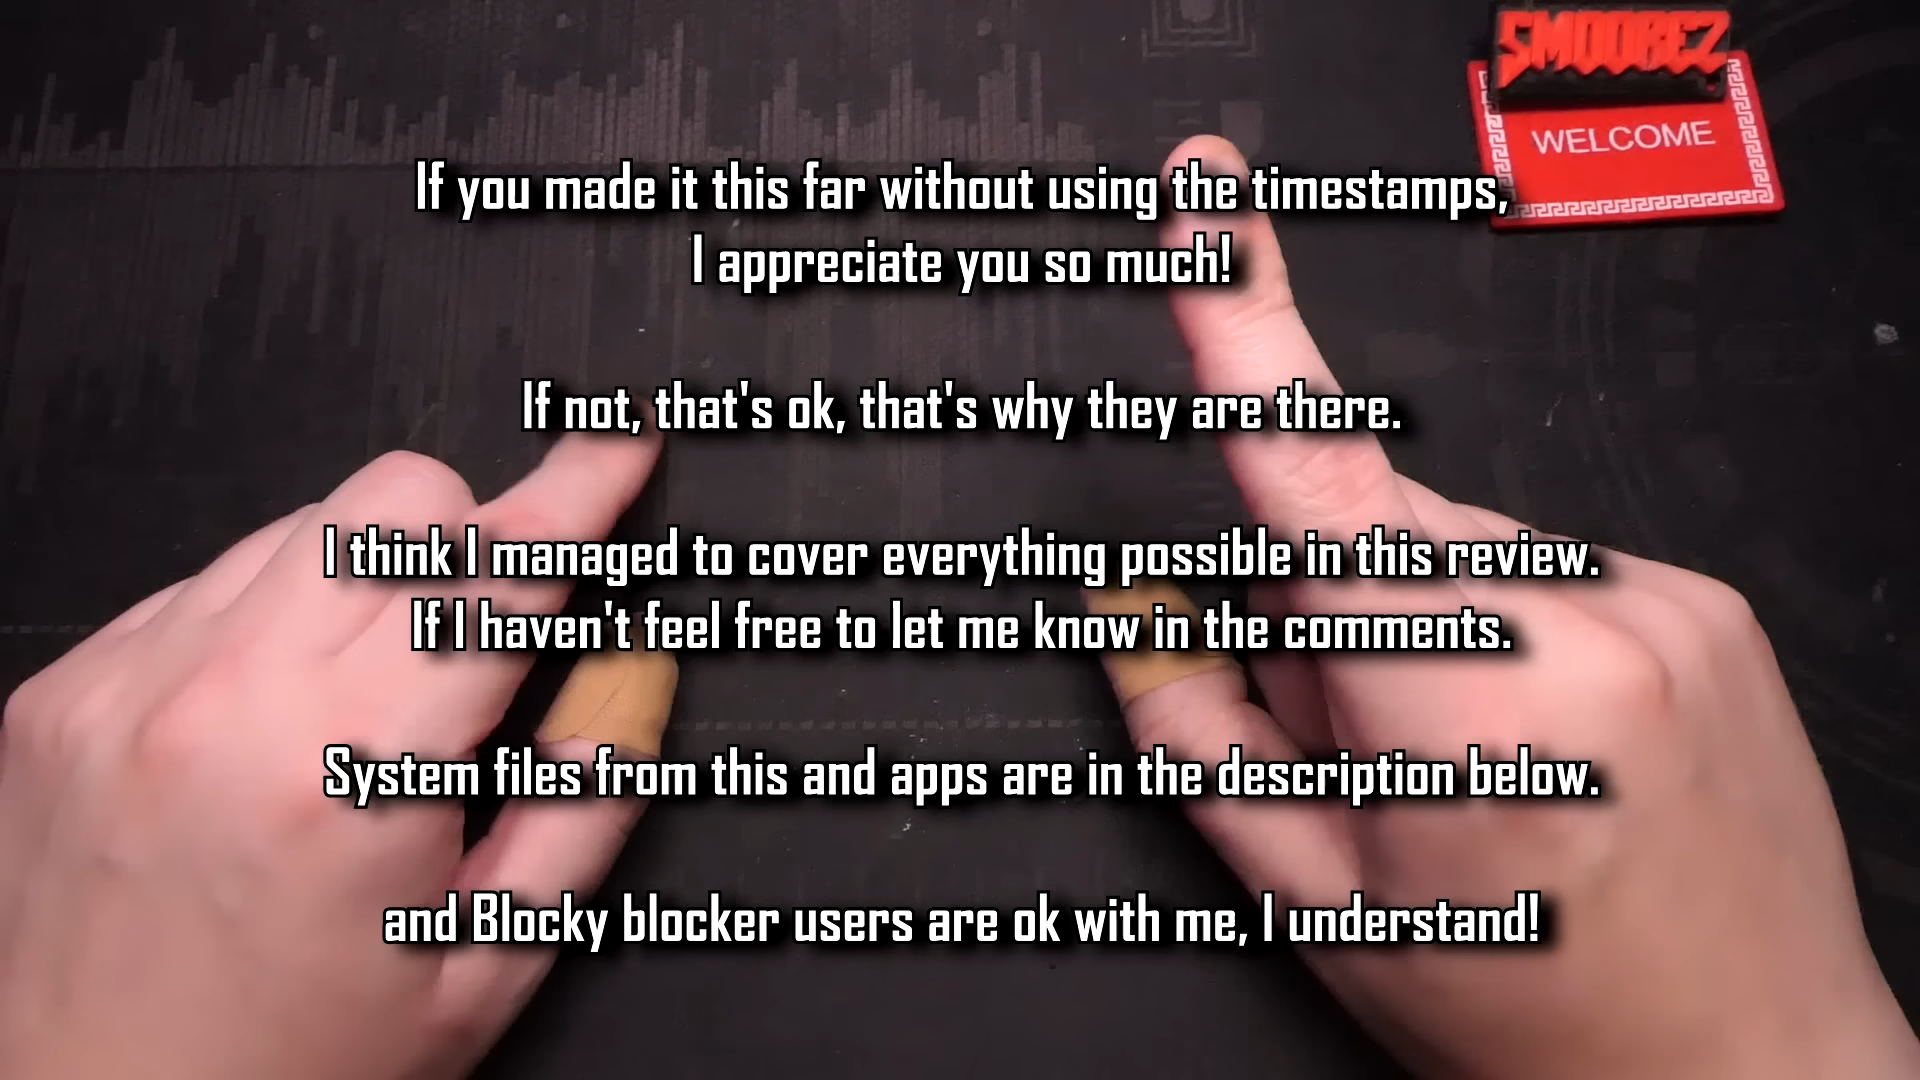 SMOOREZ
WELCOME
If you made it this far without using the timestamps,
I appreciate you so much!
If not, that's ok, that's why they are there.
I think I managed to cover everything possible in this review.
If I haven't feel free to let me know in the comments.
System files from this and apps are in the description below.
and Blocky blocker users are ok with me, I understand!